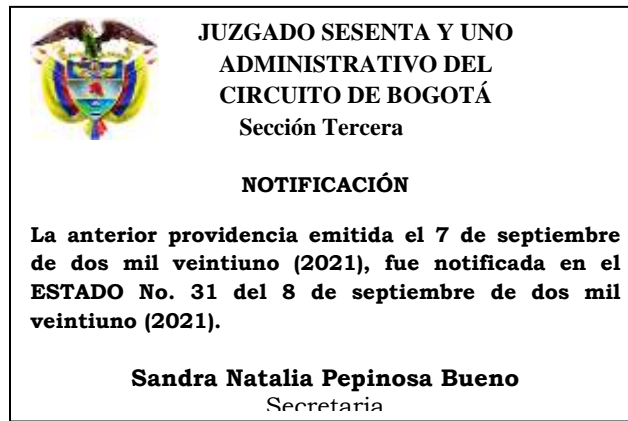 JUZGADO SESENTA Y UNO
ADMINISTRATIVO DEL
CIRCUITO DE BOGOTÁ
Sección Tercera
NOTIFICACIÓN
La anterior providencia emitida el 7 de septiembre
de dos mil veintiuno (2021), fue notificada en el
ESTADO No. 31 del 8 de septiembre de dos mil
veintiuno (2021).
Sandra Natalia Pepinosa Bueno
Secretaria